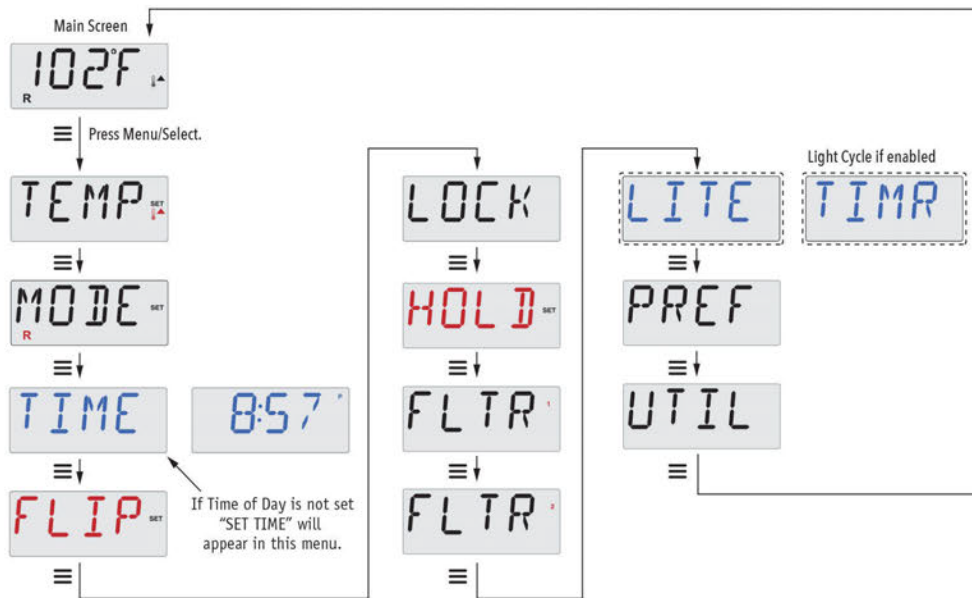 Main Screen
102°F
R
Press Menu/Select.
TEMP SET
MODE SET
R
TIME
8:57 P
If Time of Day is not set
“SET TIME” will
appear in this menu.
FLIP SET
LOCK
HOLD SET
FLTR 1
FLTR 2
Light Cycle if enabled
LITE
TIMR
PREF
UTIL